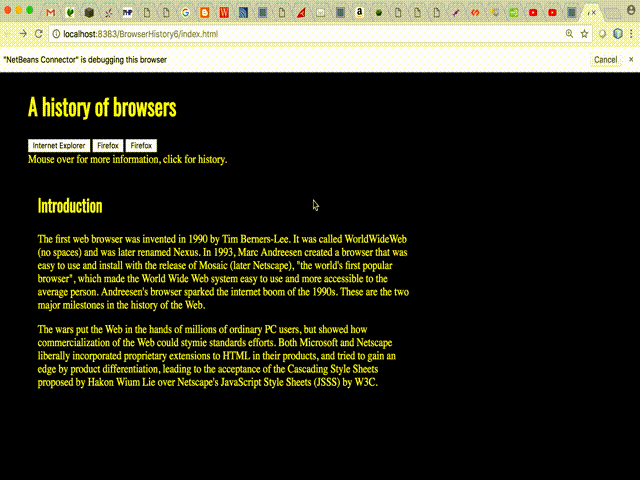 localhost:8383/BrowserHistory6/index.html
"NetBeans Connector" is debugging this browser
Cancel
A history of browsers
Internet Explorer
Firefox
Firefox
Mouse over for more information, click for history.
Introduction
The first web browser was invented in 1990 by Tim Berners-Lee. It was called WorldWideWeb
(no spaces) and was later renamed Nexus. In 1993, Marc Andreesen created a browser that was
easy to use and install with the release of Mosaic (later Netscape), "the world's first popular
browser", which made the World Wide Web system easy to use and more accessible to the
average person. Andreesen's browser sparked the internet boom of the 1990s. These are the two
major milestones in the history of the Web.
The wars put the Web in the hands of millions of ordinary PC users, but showed how
commercialization of the Web could stymie standards efforts. Both Microsoft and Netscape
liberally incorporated proprietary extensions to HTML in their products, and tried to gain an
edge by product differentiation, leading to the acceptance of the Cascading Style Sheets
proposed by Hakon Wium Lie over Netscape's JavaScript Style Sheets (JSSS) by W3C.